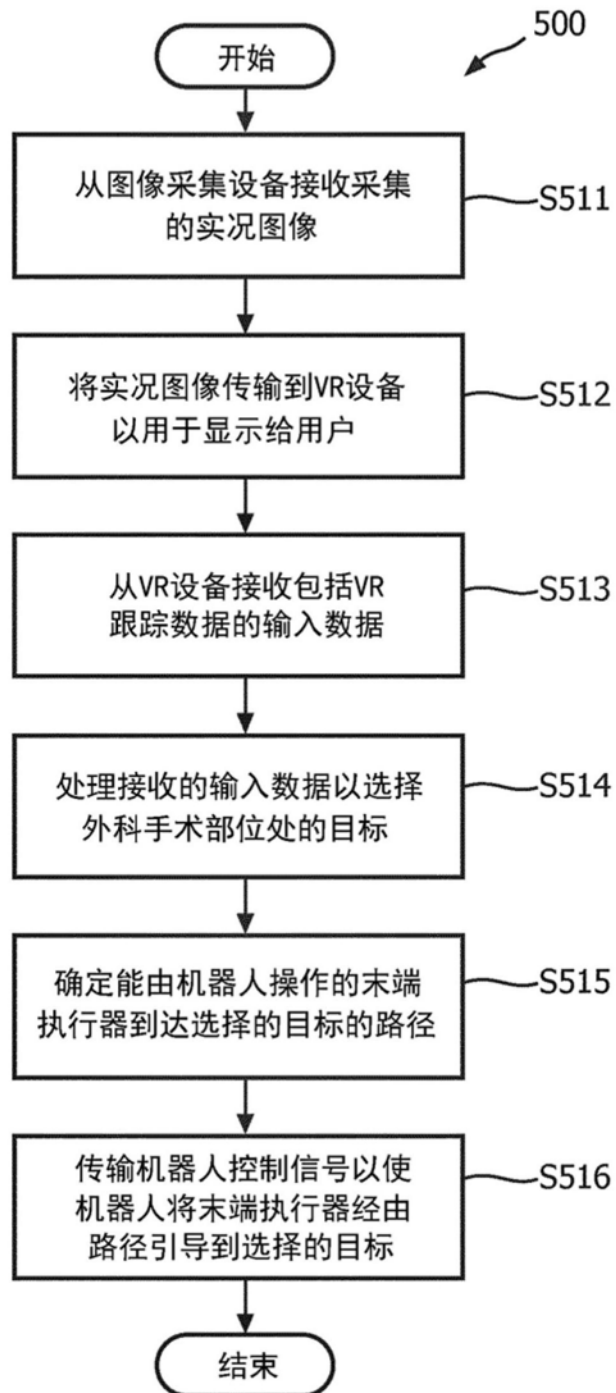 500
开始
从图像采集设备接收采集
的实况图像
S511
将实况图像传输到VR设备
以用于显示给用户
S512
从VR设备接收包括VR
跟踪数据的输入数据
S513
处理接收的输入数据以选择
外科手术部位处的目标
S514
确定能由机器人操作的末端
执行器到达选择的目标的路径
S515
传输机器人控制信号以使
机器人将末端执行器经由
路径引导到选择的目标
S516
结束